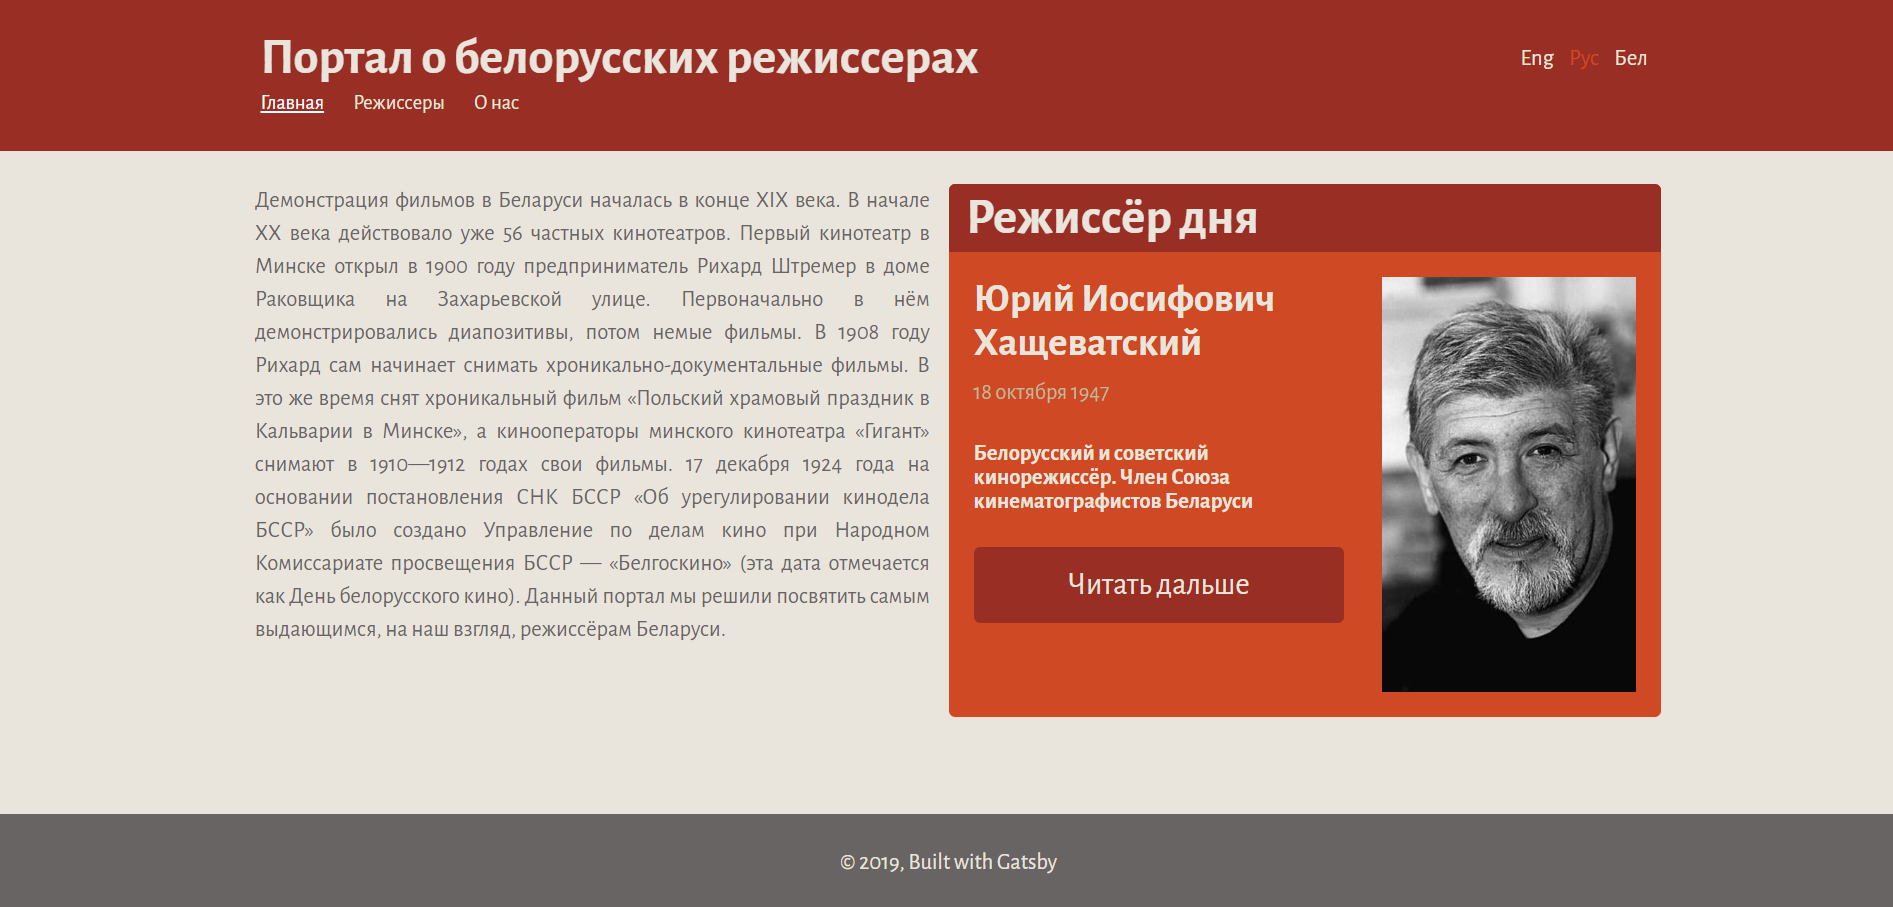 Портал о белорусских режиссерах
Eng Рус Бел
Главная Режиссеры О нас
Демонстрация фильмов в Беларуси началась в конце XIX века. В начале
XX века действовало уже 56 частных кинотеатров. Первый кинотеатр в
Минске открыл в 1900 году предприниматель Рихард Штремер в доме
Раковщика на Захарьевской улице. Первоначально в нём
демонстрировались диапозитивы, потом немые фильмы. В 1908 году
Рихард сам начинает снимать хроникально-документальные фильмы. В
это же время снят хроникальный фильм «Польский храмовый праздник в
Кальварии в Минске», а кинооператоры минского кинотеатра «Гигант»
снимают в 1910—1912 годах свои фильмы. 17 декабря 1924 года на
основании постановления СНК БССР «Об урегулировании кинодела
БССР» было создано Управление по делам кино при Народном
Комиссариате просвещения БССР — «Белгоскино» (эта дата отмечается
как День белорусского кино). Данный портал мы решили посвятить самым
выдающимся, на наш взгляд, режиссёрам Беларуси.
Режиссёр дня
Юрий Иосифович
Хащеватский
18 октября 1947
Белорусский и советский
кинорежиссёр. Член Союза
кинематографистов Беларуси
Читать дальше
© 2019, Built with Gatsby